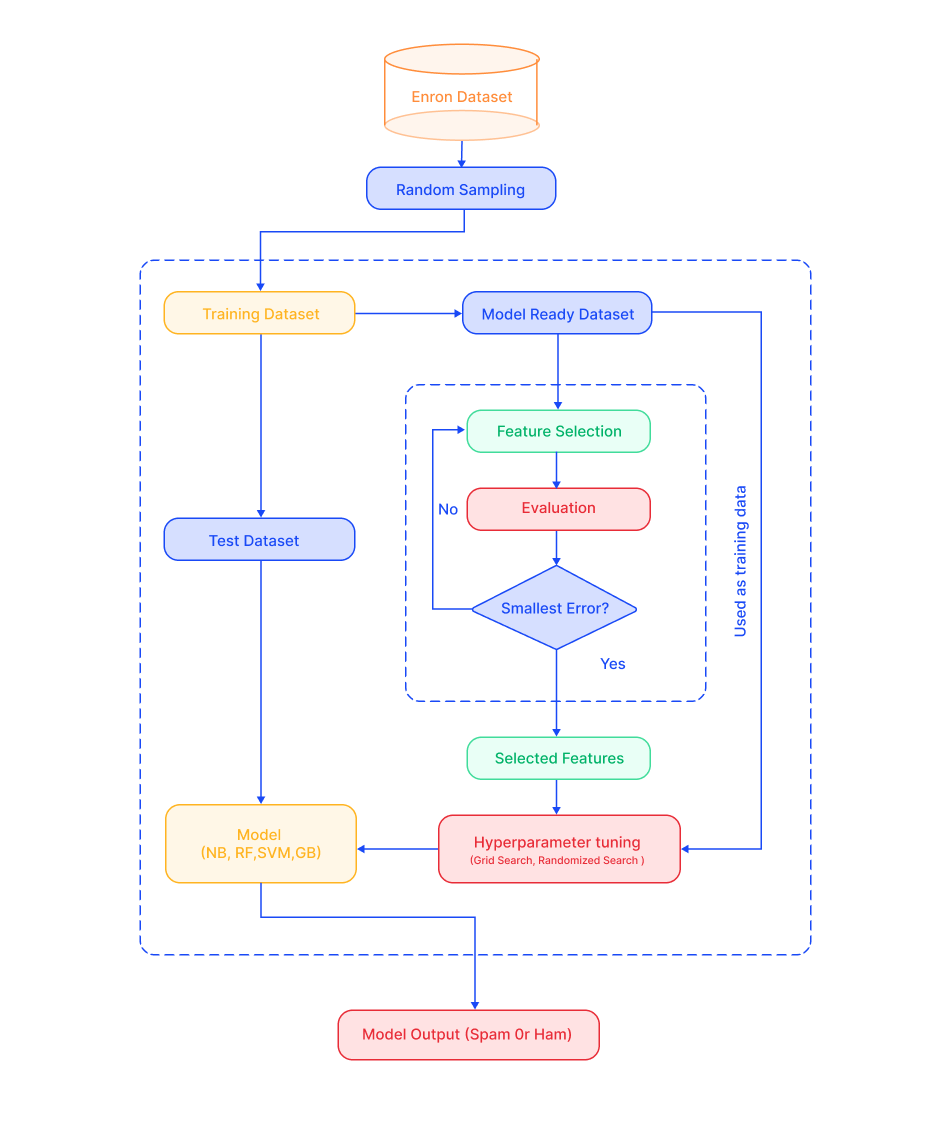 Enron Dataset
Random Sampling
Training Dataset
Model Ready Dataset
Feature Selection
No
Evaluation
Used as training data
Test Dataset
Smallest Error?
Yes
Selected Features
Model
(NB, RF,SVM,GB)
Hyperparameter tuning
(Grid Search, Randomized Search )
Model Output (Spam 0r Ham)